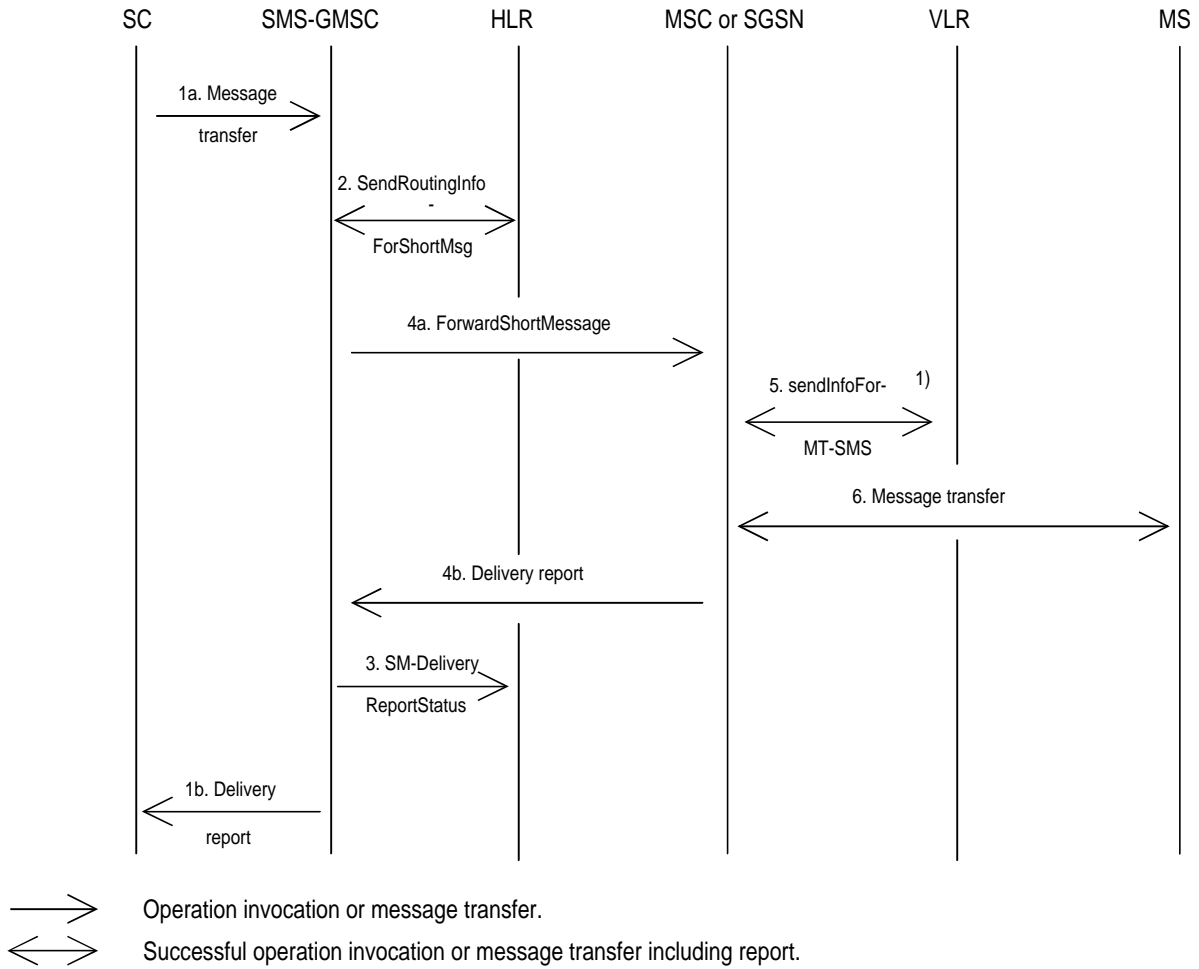 SC SMS-GMSC HLR MSC or SGSN VLR MS
1a. Message
transfer
2. SendRoutingInfo
-
ForShortMsg
4a. ForwardShortMessage
5. sendInfoFor- 1)
MT-SMS
6. Message transfer
4b. Delivery report
3. SM-Delivery
ReportStatus
1b. Delivery
report
Operation invocation or message transfer.
Successful operation invocation or message transfer including report.